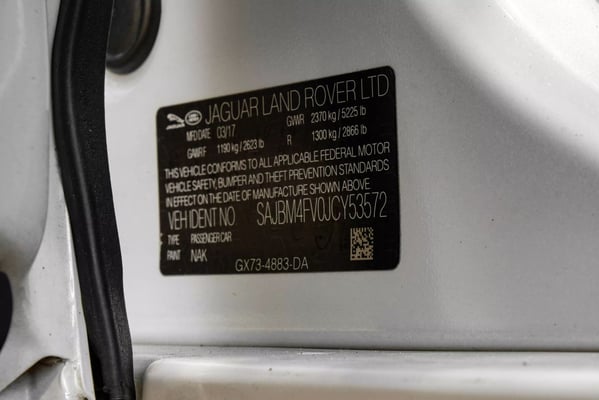 JAGUAR LAND ROVER LTD
MFD DATE 03/17 GVWR 2370 kg / 5225 lb
GAWR F 1190 kg / 2623 lb R 1300 kg / 2866 lb
THIS VEHICLE CONFORMS TO ALL APPLICABLE FEDERAL MOTOR
VEHICLE SAFETY, BUMPER AND THEFT PREVENTION STANDARDS
IN EFFECT ON THE DATE OF MANUFACTURE SHOWN ABOVE
VEH IDENT NO SAJBM4FV0JCY53572
TYPE PASSENGER CAR
PAINT NAK
GX73-4883-DA